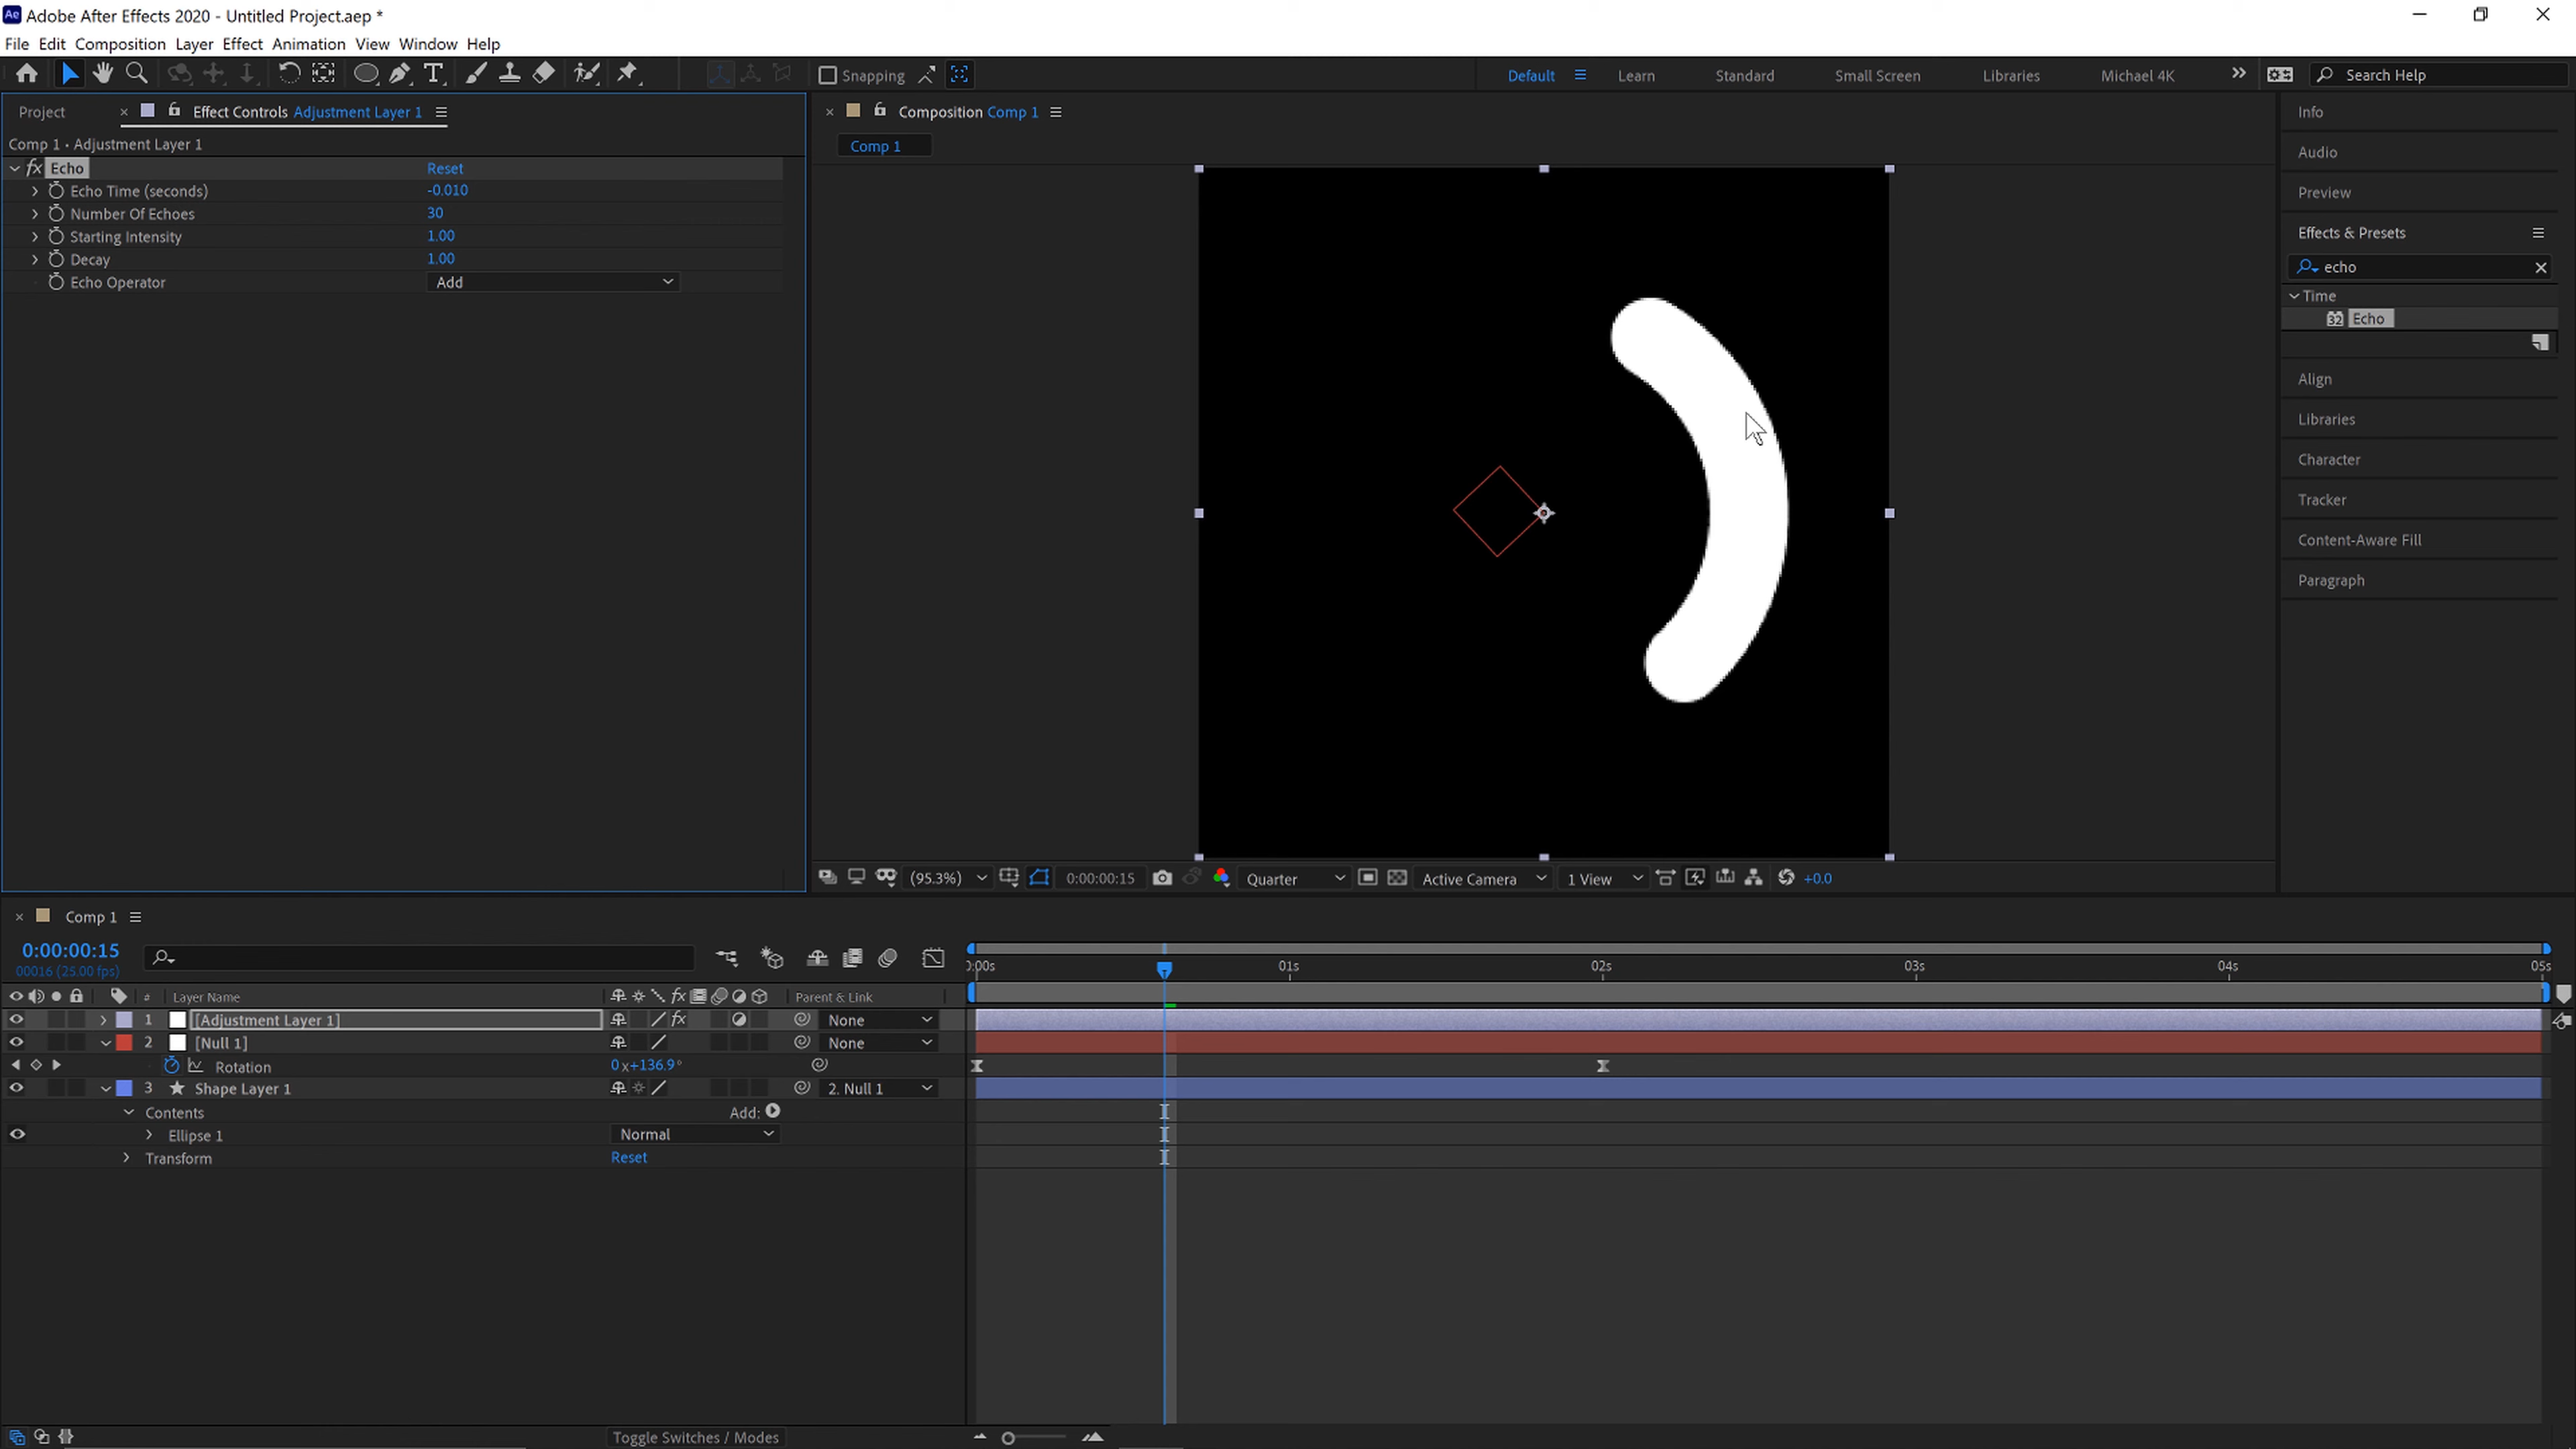 Ae Adobe After Effects 2020 - Untitled Project.aep *
File Edit Composition Layer Effect Animation View Window Help
Snapping Default Learn Standard Small Screen Libraries Michael 4K Search Help
Project × Effect Controls Adjustment Layer 1
Comp 1 • Adjustment Layer 1
fx Echo Reset
Echo Time (seconds) -0.010
Number Of Echoes 30
Starting Intensity 1.00
Decay 1.00
Echo Operator Add
× Composition Comp 1
Comp 1
(95.3%) 0:00:00:15 Quarter Active Camera 1 View +0.0
Info
Audio
Preview
Effects & Presets
echo
Time
32 Echo
Align
Libraries
Character
Tracker
Content-Aware Fill
Paragraph
× Comp 1
0:00:00:15
00016 (25.00 fps)
0:00s 01s 02s 03s 04s 05s
# Layer Name fx Parent & Link
1 [Adjustment Layer 1] fx None
2 [Null 1] None
Rotation 0x+136.9°
3 Shape Layer 1 2. Null 1
Contents Add:
Ellipse 1 Normal
Transform Reset
Toggle Switches / Modes